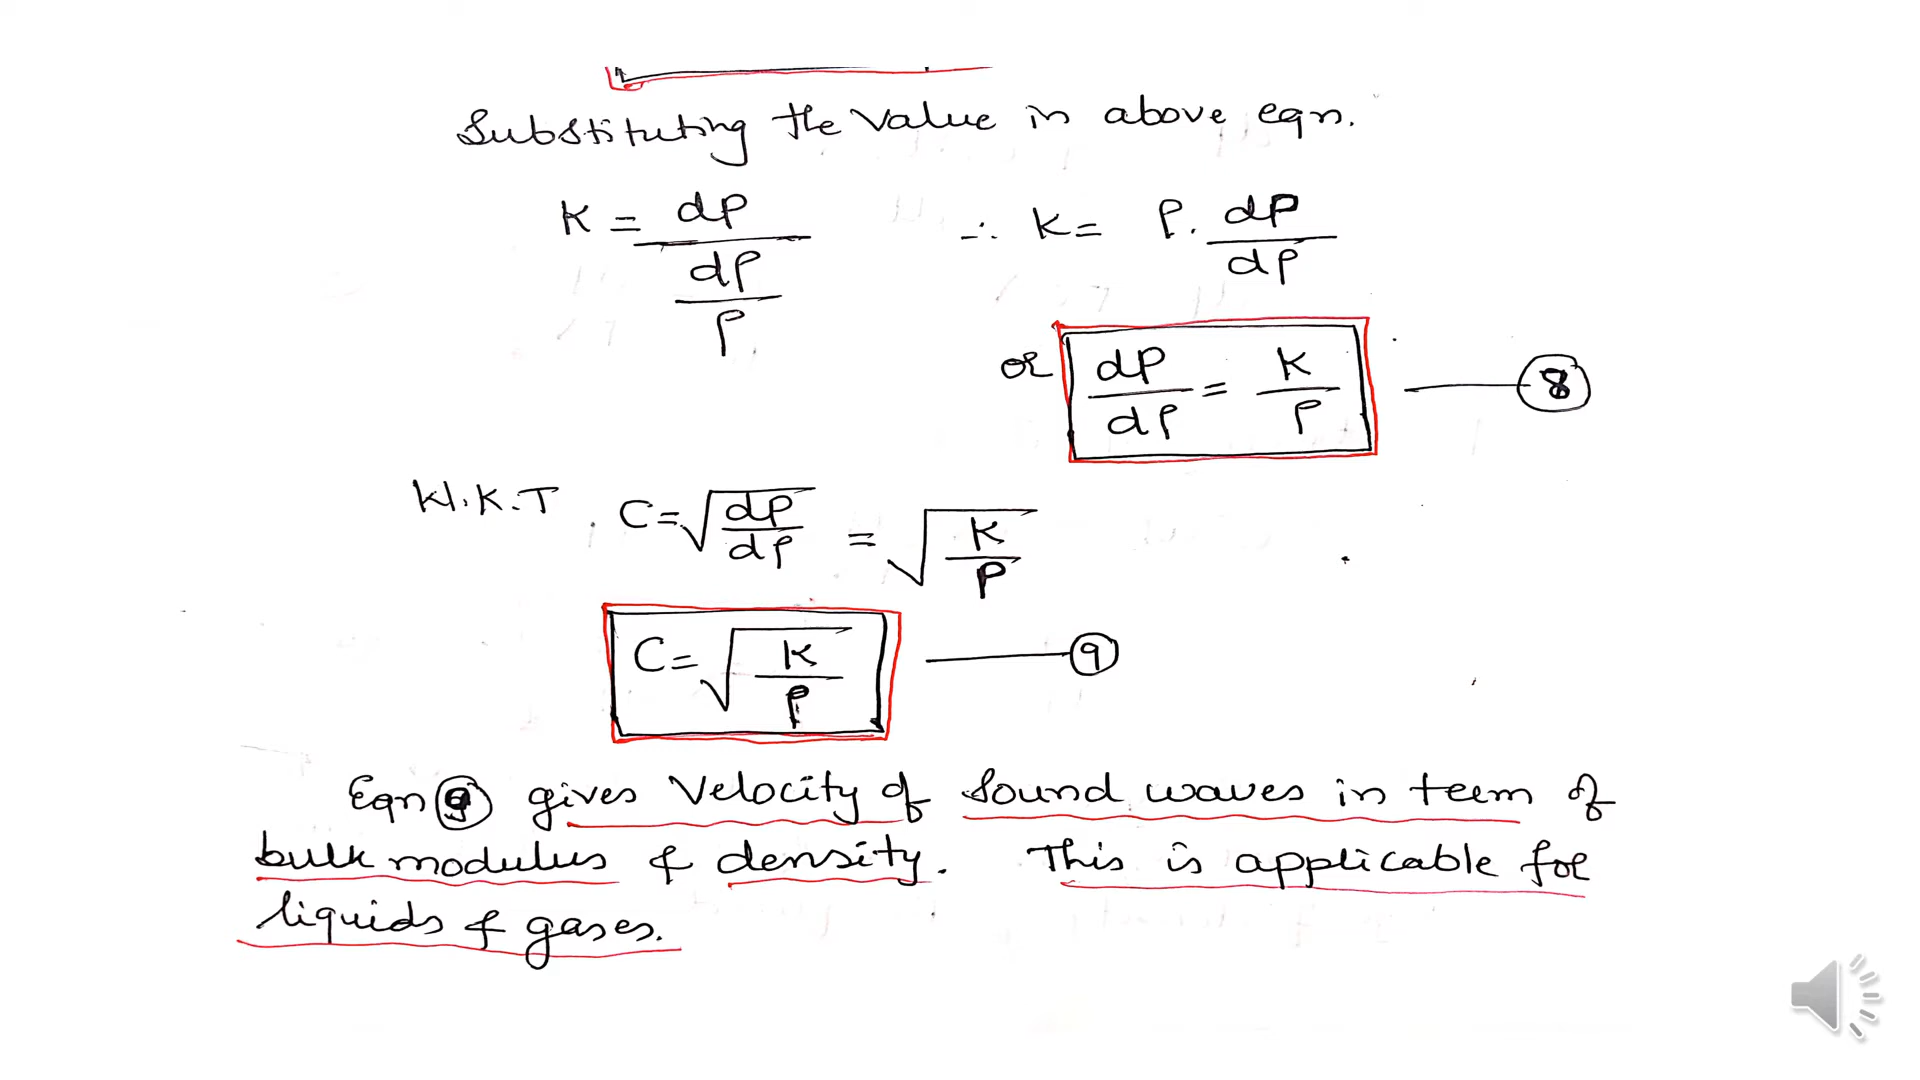 Substituting the value in above eqn.
K = dP / (dρ / ρ) ∴ K = ρ. dP/dρ
or dP/dρ = K/ρ —— 8
W.K.T C = √(dP/dρ) = √(K/ρ)
C = √(K/ρ) —— 9
Eqn 9 gives velocity of sound waves in term of
bulk modulus & density. This is applicable for
liquids & gases.